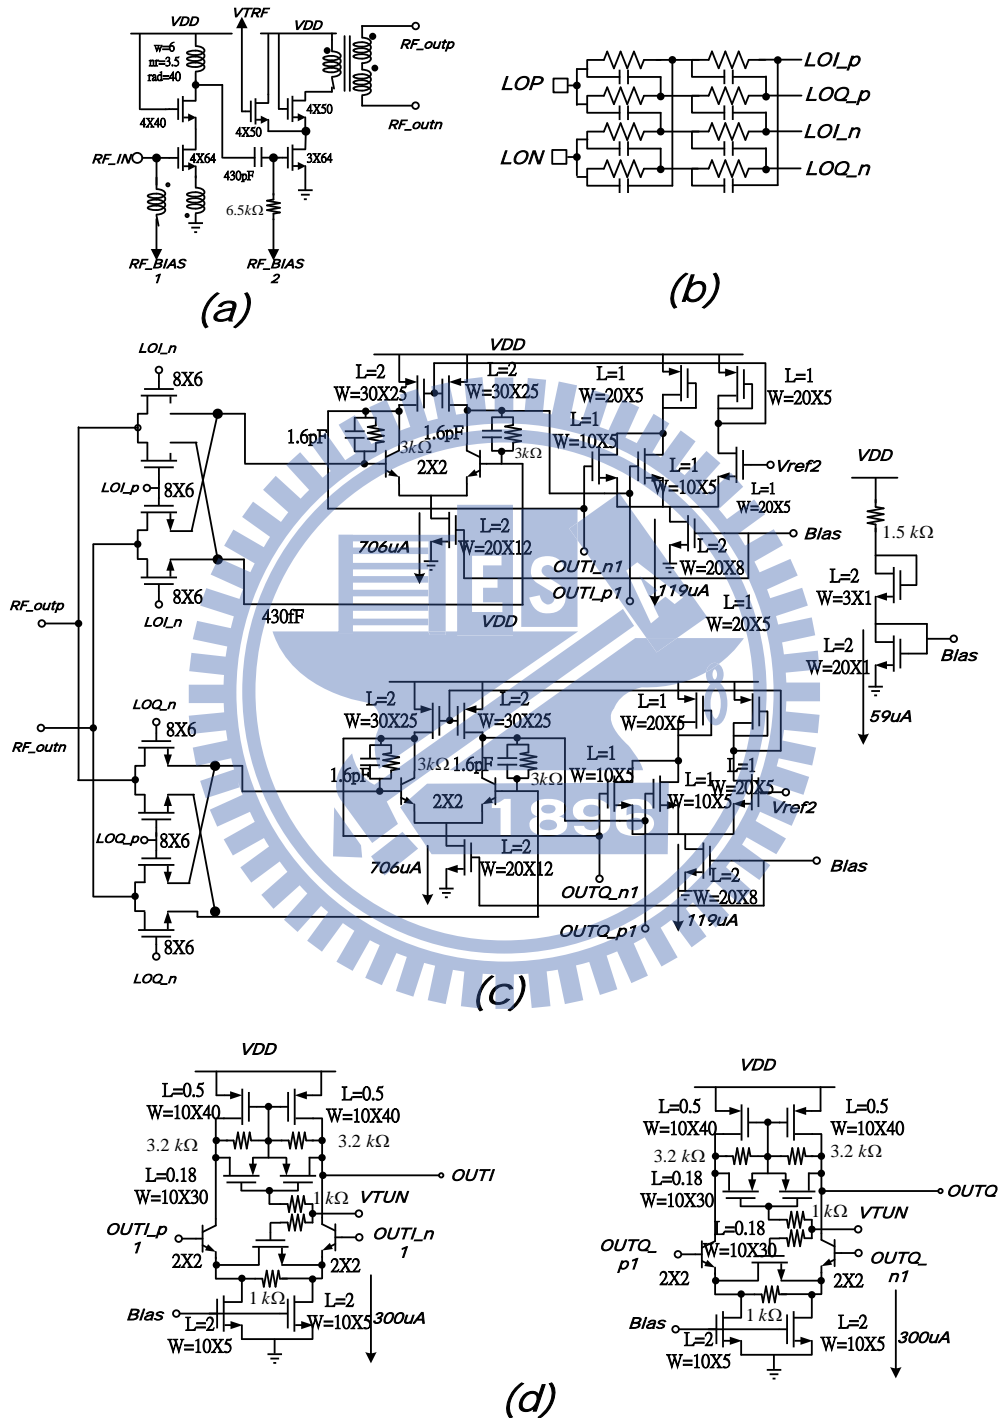 VDD
VTRF
VDD
w=6
nr=3.5
rad=40
RF_outp
RF_outn
4X40
4X50
4X50
RF_IN
4X64
430pF
3X64
6.5kΩ
RF_BIAS
1
RF_BIAS
2
(a)
LOP
LON
LOI_p
LOQ_p
LOI_n
LOQ_n
(b)
VDD
LOI_n
8X6
L=2
W=30X25
L=2
W=30X25
L=1
W=20X5
L=1
W=20X5
1.6pF
3kΩ
1.6pF
3kΩ
2X2
L=1
W=10X5
L=1
W=10X5
Vref2
L=1
W=20X5
LOI_p
8X6
8X6
LOI_n
706uA
L=2
W=20X12
OUTI_n1
OUTI_p1
L=2
W=20X8
119uA
Bias
VDD
1.5 kΩ
L=2
W=3X1
L=2
W=20X1
Bias
59uA
RF_outp
RF_outn
430fF
VDD
L=1
W=20X5
LOQ_n
8X6
L=2
W=30X25
L=2
W=30X25
L=1
W=20X5
1.6pF
3kΩ
1.6pF
3kΩ
2X2
L=1
W=10X5
L=1
W=10X5
L=1
W=20X5
Vref2
1896
LOQ_p
8X6
8X6
LOQ_n
706uA
L=2
W=20X12
OUTQ_n1
OUTQ_p1
L=2
W=20X8
119uA
Bias
(c)
VDD
L=0.5
W=10X40
L=0.5
W=10X40
3.2 kΩ
3.2 kΩ
L=0.18
W=10X30
OUTI
1 kΩ
VTUN
OUTI_p
1
OUTI_n
1
2X2
2X2
1 kΩ
Bias
L=2
W=10X5
L=2
W=10X5
300uA
VDD
L=0.5
W=10X40
L=0.5
W=10X40
3.2 kΩ
3.2 kΩ
L=0.18
W=10X30
OUTQ
1 kΩ
VTUN
L=0.18
W=10X30
OUTQ_
p1
OUTQ_
n1
2X2
2X2
1 kΩ
Bias
L=2
W=10X5
L=2
W=10X5
300uA
(d)